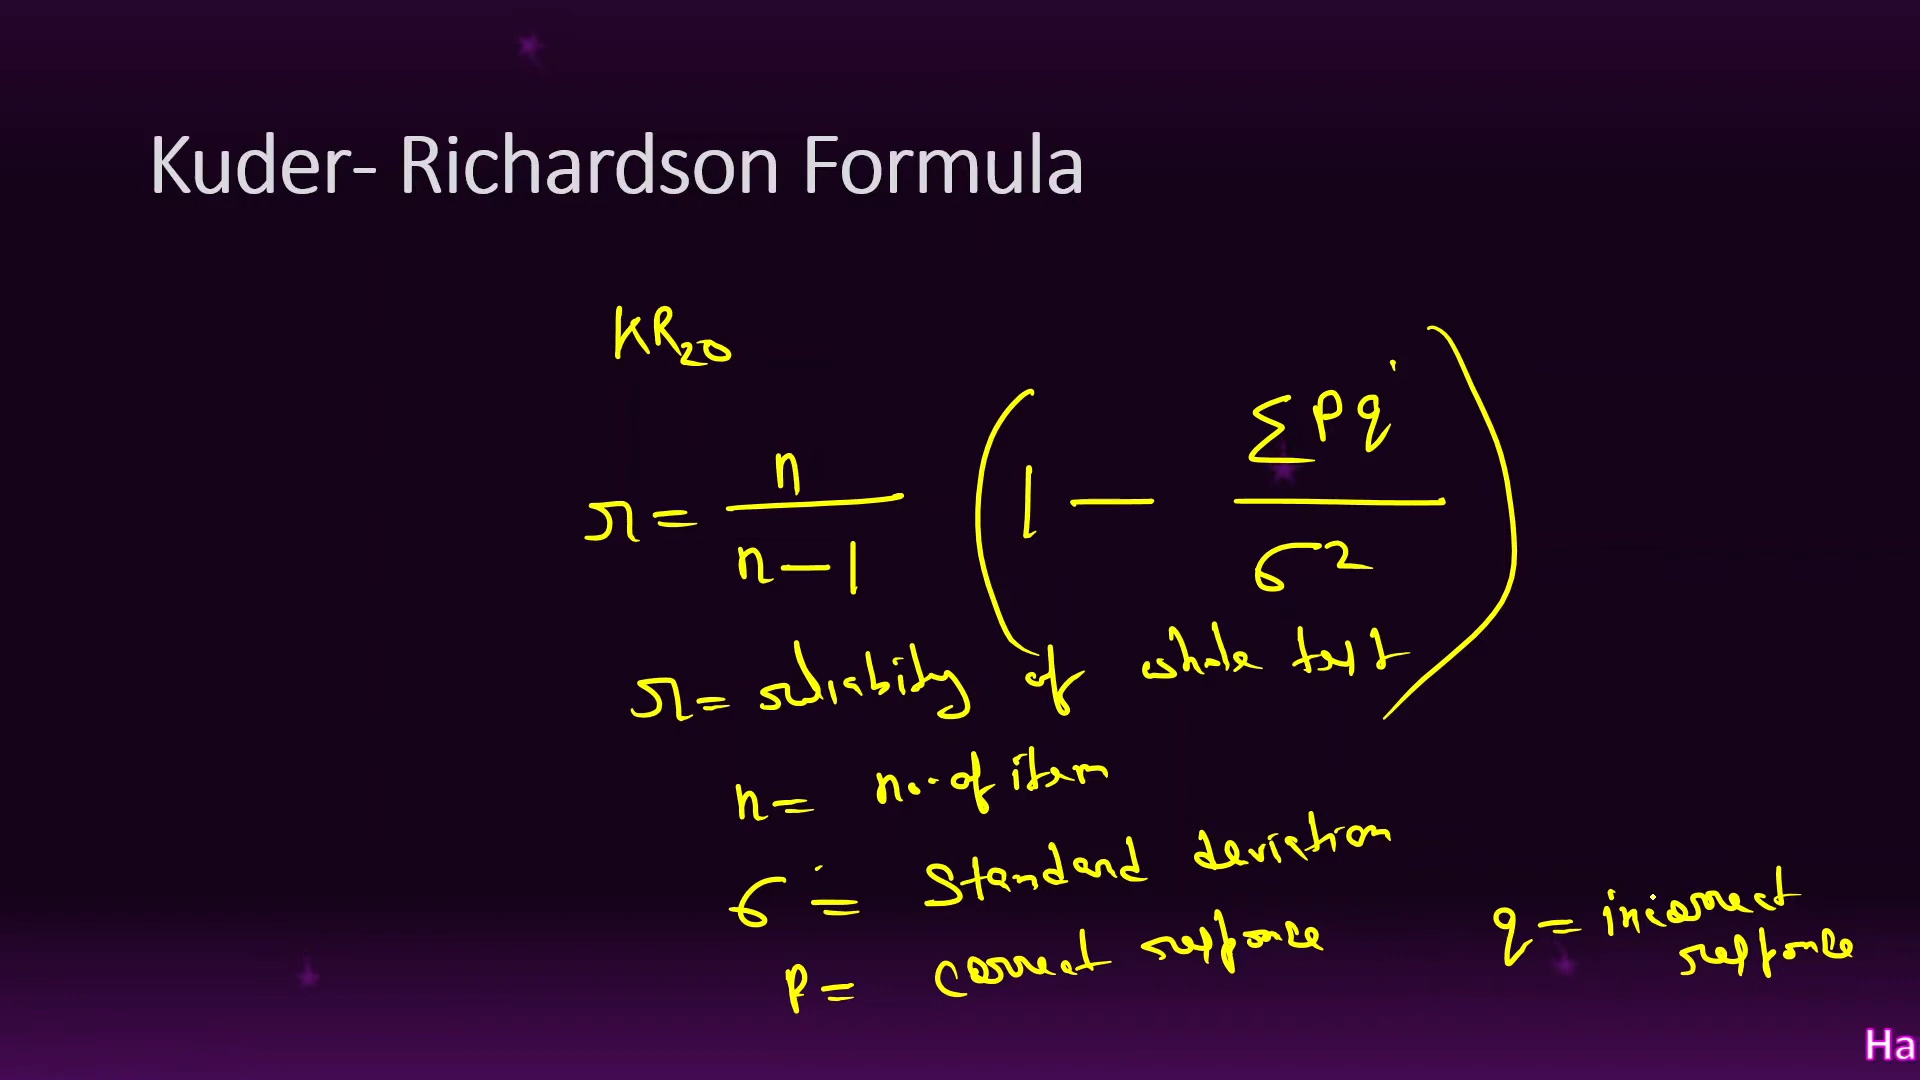 Kuder- Richardson Formula
KR20
r = n / n-1 ( 1 - Σpq / σ² )
r = reliability of whole test
n = no. of item
σ = Standard deviation
p = correct response
q = incorrect
response
Ha